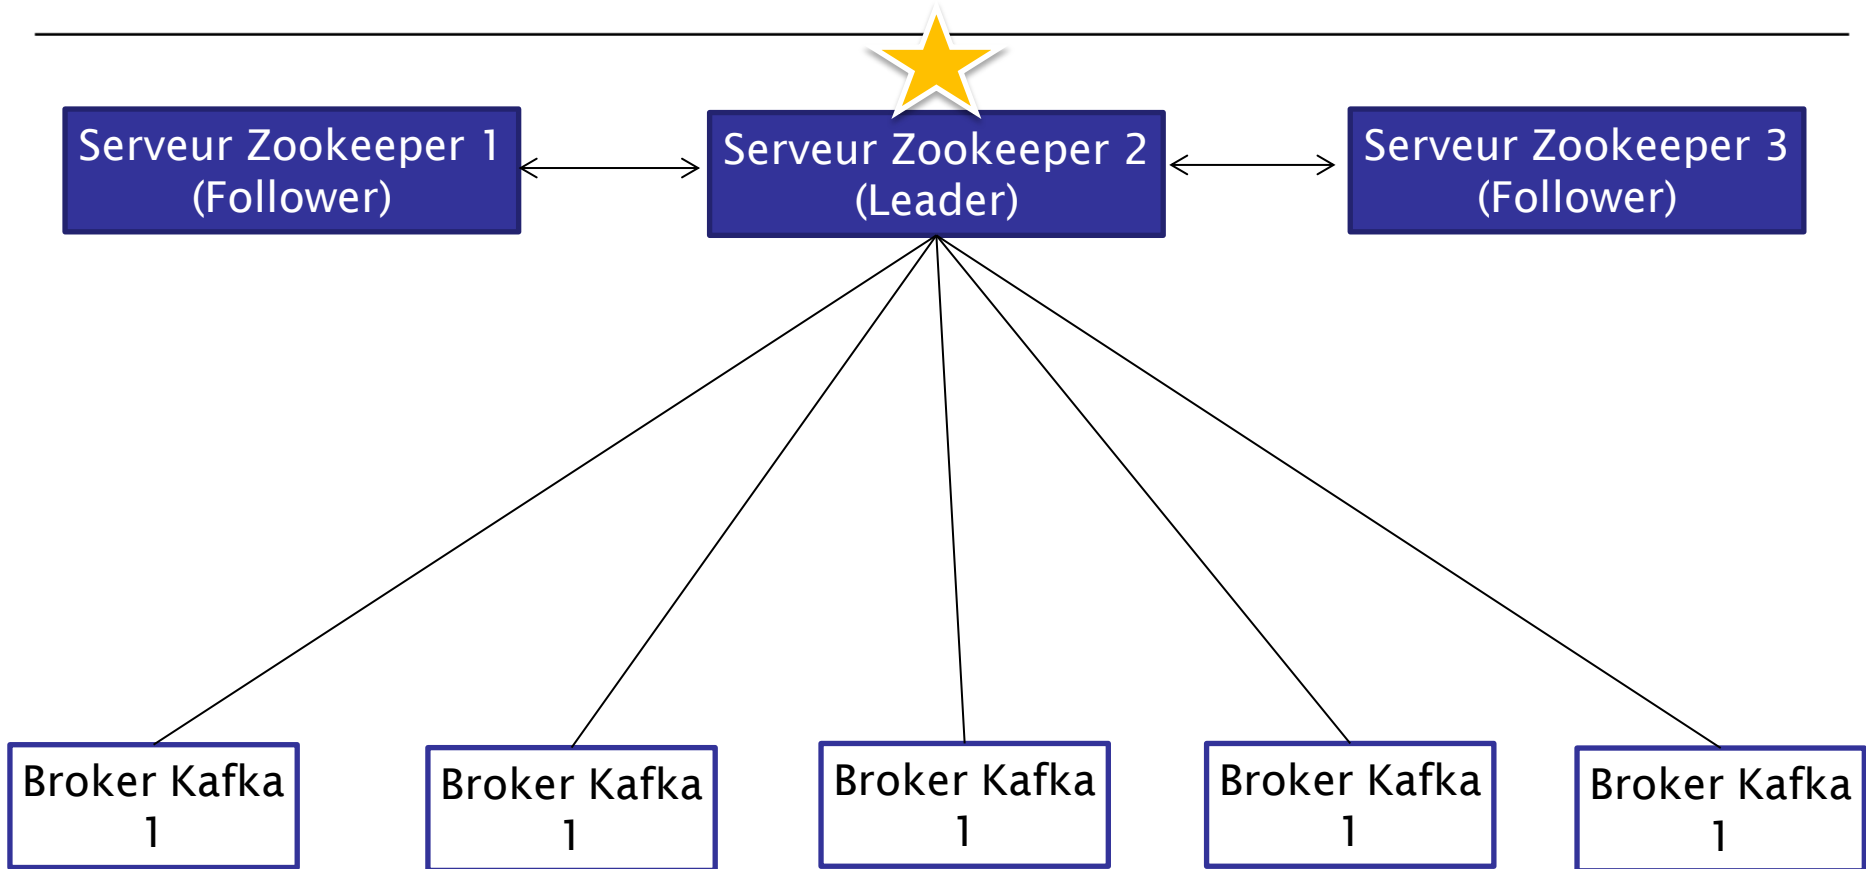 Serveur Zookeeper 1
(Follower)
Serveur Zookeeper 2
(Leader)
Serveur Zookeeper 3
(Follower)
Broker Kafka
1
Broker Kafka
1
Broker Kafka
1
Broker Kafka
1
Broker Kafka
1